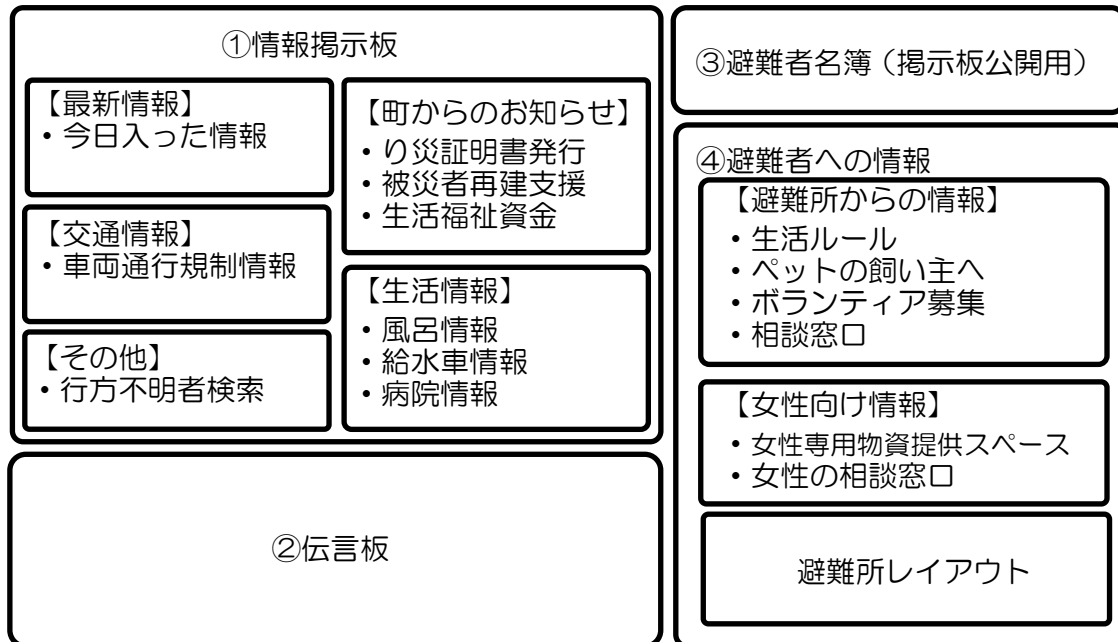 ①情報掲示板
【最新情報】
・今日入った情報
【交通情報】
・車両通行規制情報
【その他】
・行方不明者検索
【町からのお知らせ】
・り災証明書発行
・被災者再建支援
・生活福祉資金
【生活情報】
・風呂情報
・給水車情報
・病院情報
②伝言板
③避難者名簿（掲示板公開用）
④避難者への情報
【避難所からの情報】
・生活ルール
・ペットの飼い主へ
・ボランティア募集
・相談窓口
【女性向け情報】
・女性専用物資提供スペース
・女性の相談窓口
避難所レイアウト